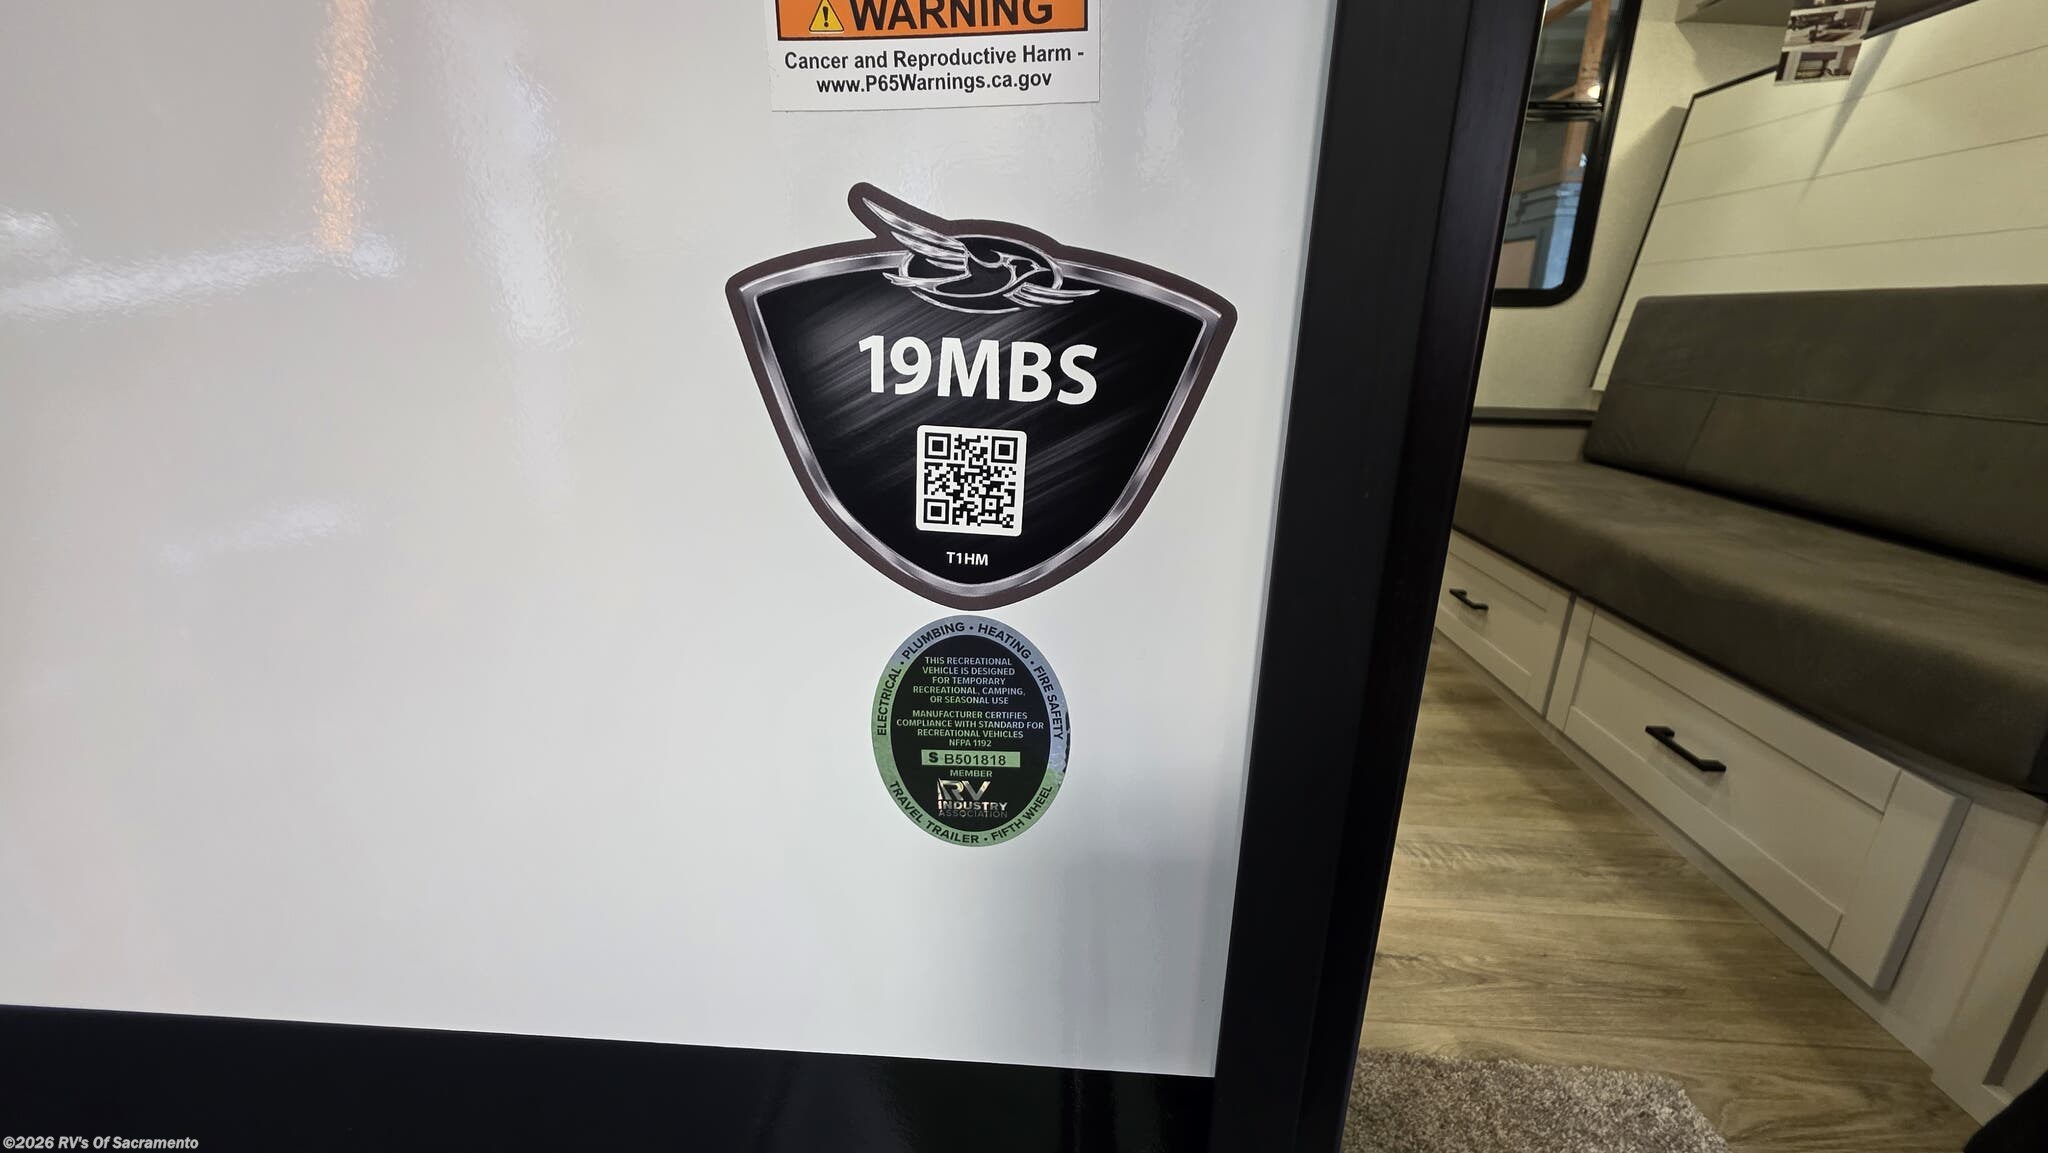 WARNING
Cancer and Reproductive Harm -
www.P65Warnings.ca.gov
19MBS
T1HM
ELECTRICAL • PLUMBING • HEATING • FIRE SAFETY
THIS RECREATIONAL
VEHICLE IS DESIGNED
FOR TEMPORARY
RECREATIONAL, CAMPING,
OR SEASONAL USE
MANUFACTURER CERTIFIES
COMPLIANCE WITH STANDARD FOR
RECREATIONAL VEHICLES
NFPA 1192
S B501818
MEMBER
RV
INDUSTRY
ASSOCIATION
TRAVEL TRAILER • FIFTH WHEEL
©2026 RV's Of Sacramento